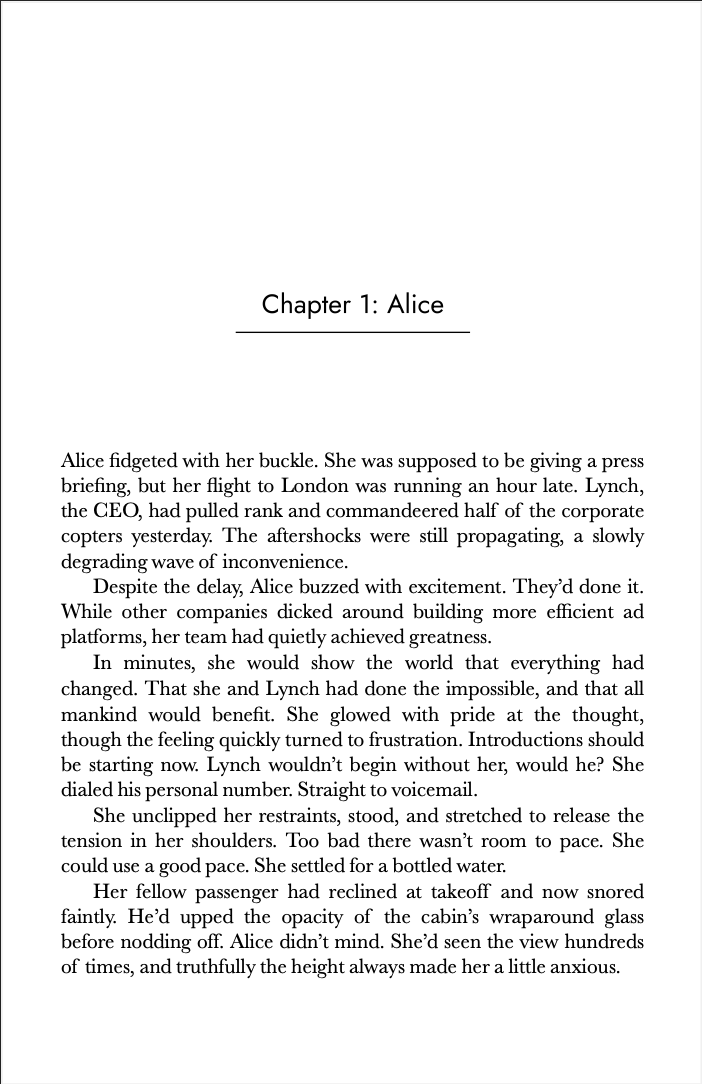 Chapter 1: Alice
Alice fidgeted with her buckle. She was supposed to be giving a press
briefing, but her flight to London was running an hour late. Lynch,
the CEO, had pulled rank and commandeered half of the corporate
copters yesterday. The aftershocks were still propagating, a slowly
degrading wave of inconvenience.
Despite the delay, Alice buzzed with excitement. They’d done it.
While other companies dicked around building more efficient ad
platforms, her team had quietly achieved greatness.
In minutes, she would show the world that everything had
changed. That she and Lynch had done the impossible, and that all
mankind would benefit. She glowed with pride at the thought,
though the feeling quickly turned to frustration. Introductions should
be starting now. Lynch wouldn’t begin without her, would he? She
dialed his personal number. Straight to voicemail.
She unclipped her restraints, stood, and stretched to release the
tension in her shoulders. Too bad there wasn’t room to pace. She
could use a good pace. She settled for a bottled water.
Her fellow passenger had reclined at takeoff and now snored
faintly. He’d upped the opacity of the cabin’s wraparound glass
before nodding off. Alice didn’t mind. She’d seen the view hundreds
of times, and truthfully the height always made her a little anxious.